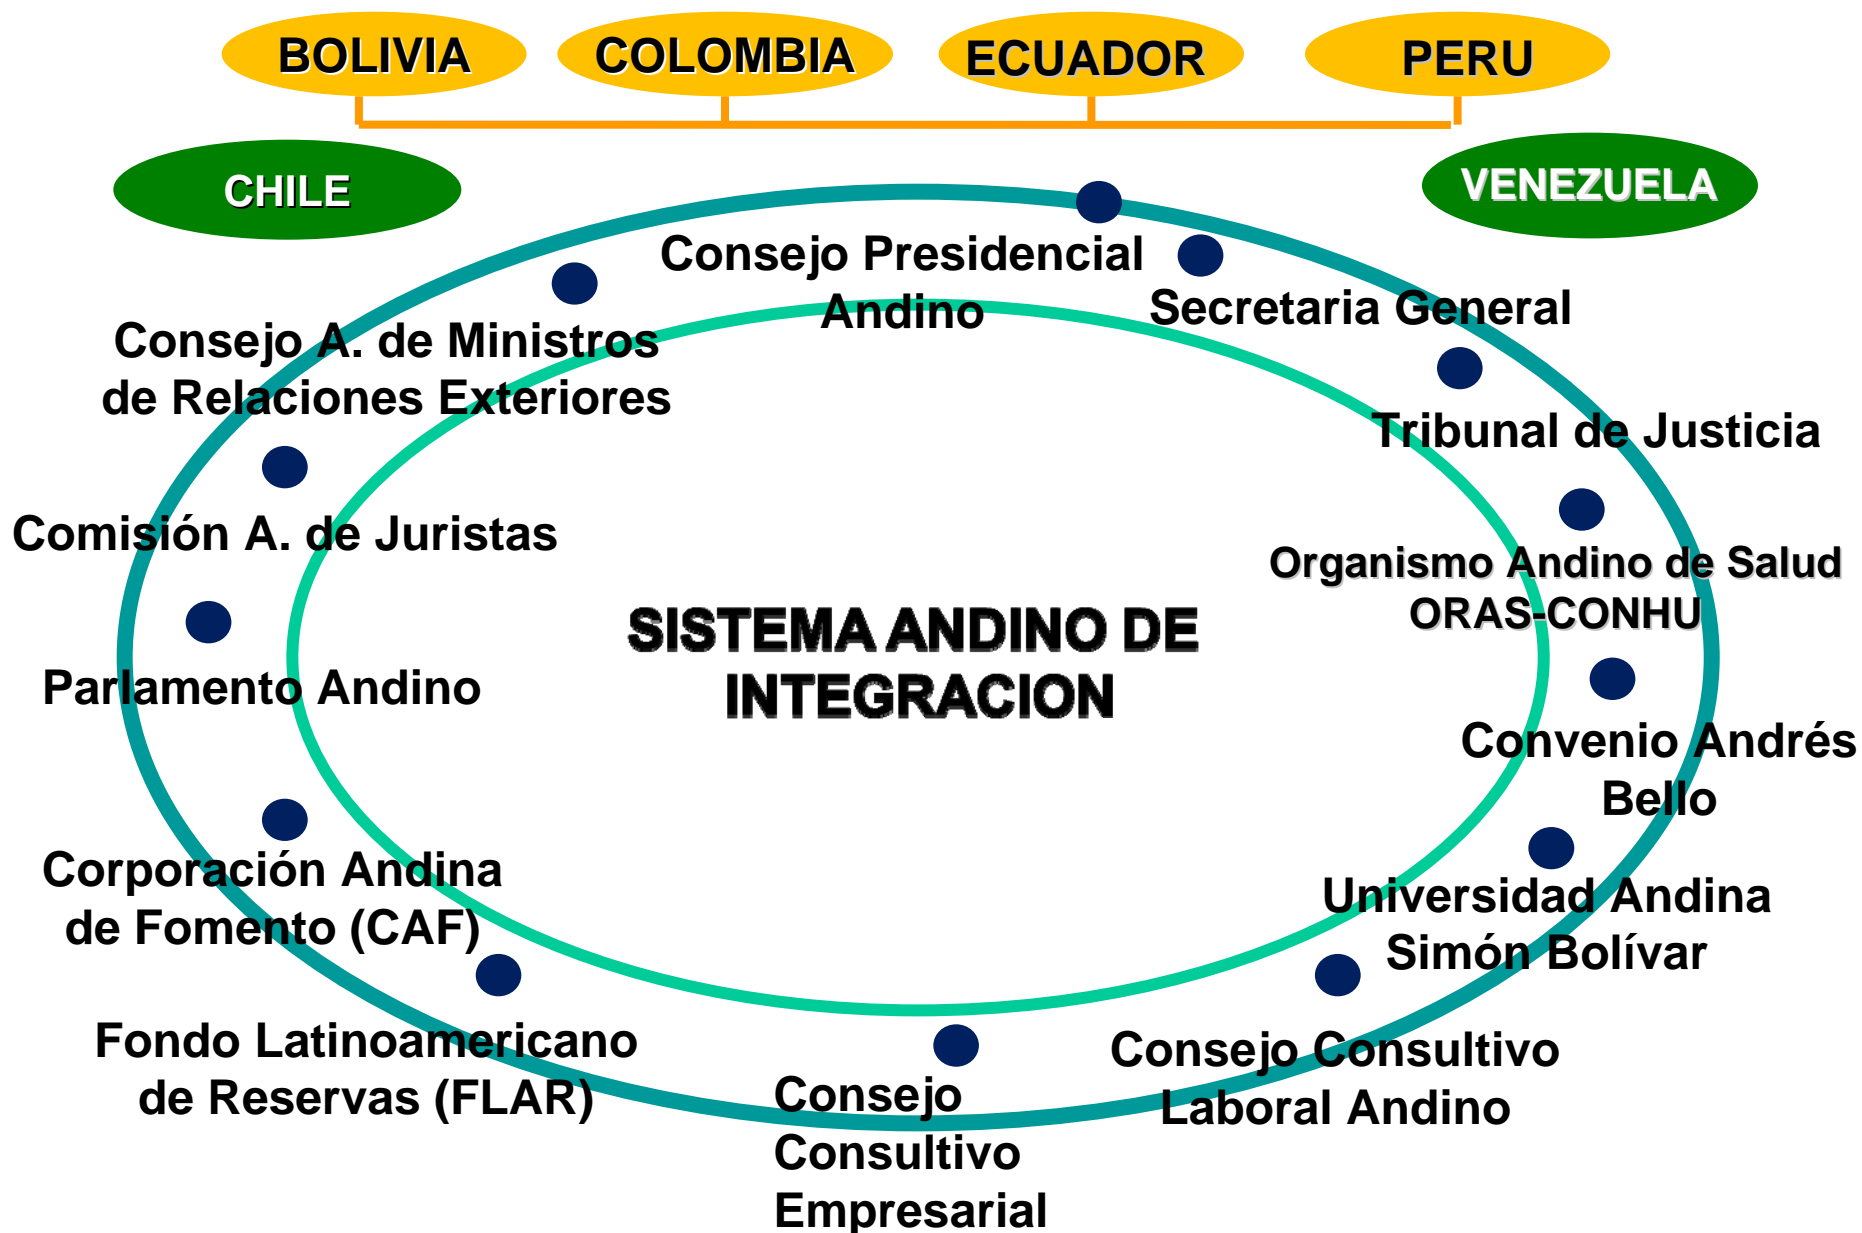 BOLIVIA
COLOMBIA
ECUADOR
PERU
CHILE
VENEZUELA
Consejo Presidencial
Andino
Secretaria General
Consejo A. de Ministros
de Relaciones Exteriores
Tribunal de Justicia
Comisión A. de Juristas
Organismo Andino de Salud
ORAS-CONHU
SISTEMA ANDINO DE
INTEGRACION
Parlamento Andino
Convenio Andrés
Bello
Corporación Andina
de Fomento (CAF)
Universidad Andina
Simón Bolívar
Fondo Latinoamericano
de Reservas (FLAR)
Consejo
Consultivo
Empresarial
Consejo Consultivo
Laboral Andino